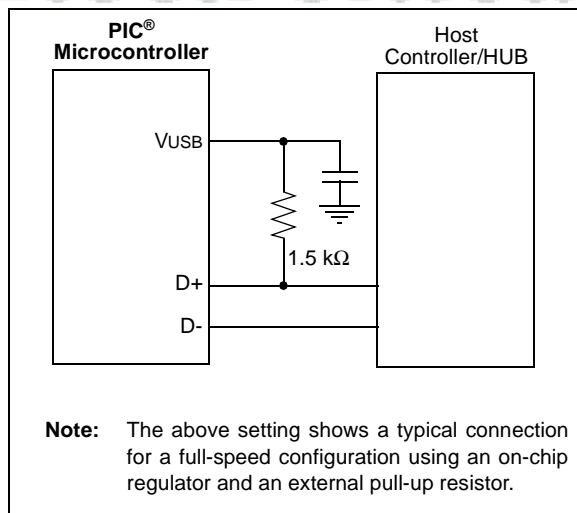 PIC®
Microcontroller
Host
Controller/HUB
VUSB
1.5 kΩ
D+
D-
Note: The above setting shows a typical connection
for a full-speed configuration using an on-chip
regulator and an external pull-up resistor.